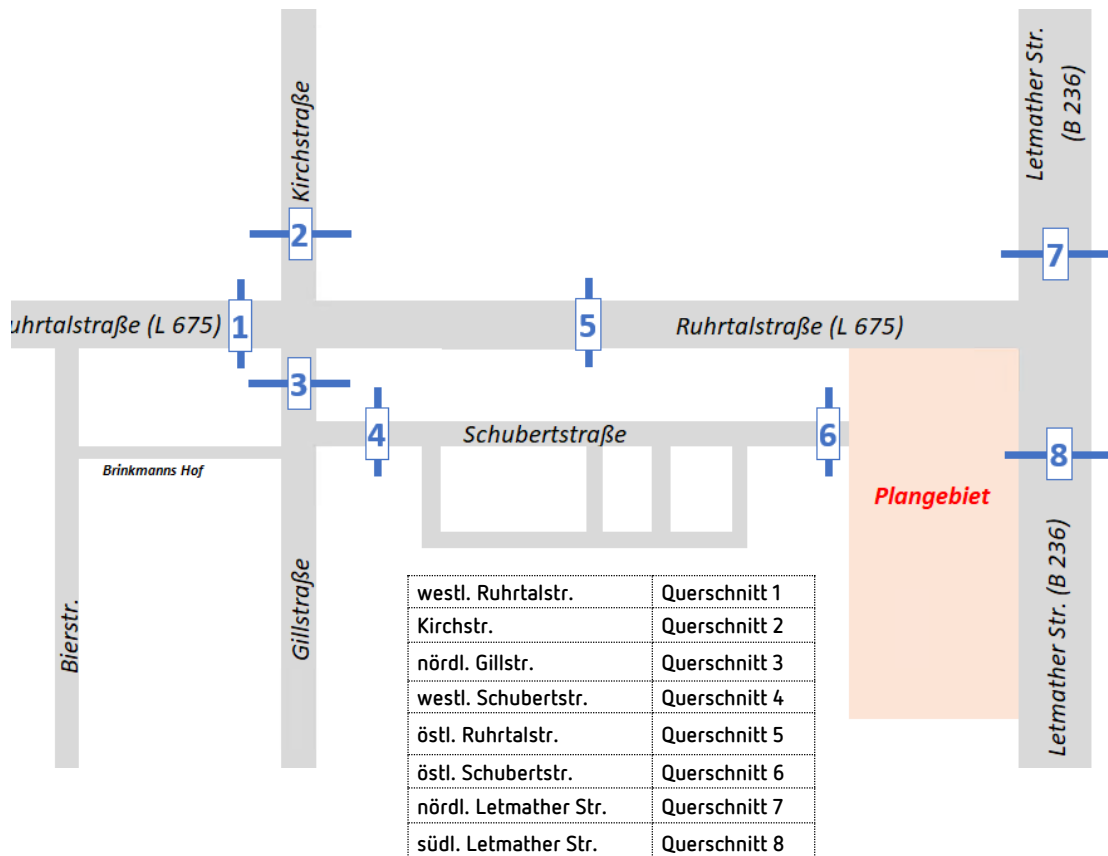 Letmather Str.
(B 236)
Kirchstraße
2
7
uhrtalstraße (L 675)
1
5
Ruhrtalstraße (L 675)
3
4
Schubertstraße
6
8
Brinkmanns Hof
Plangebiet
Bierstr.
Gillstraße
Letmather Str. (B 236)
westl. Ruhrtalstr. Querschnitt 1
Kirchstr. Querschnitt 2
nördl. Gillstr. Querschnitt 3
westl. Schubertstr. Querschnitt 4
östl. Ruhrtalstr. Querschnitt 5
östl. Schubertstr. Querschnitt 6
nördl. Letmather Str. Querschnitt 7
südl. Letmather Str. Querschnitt 8